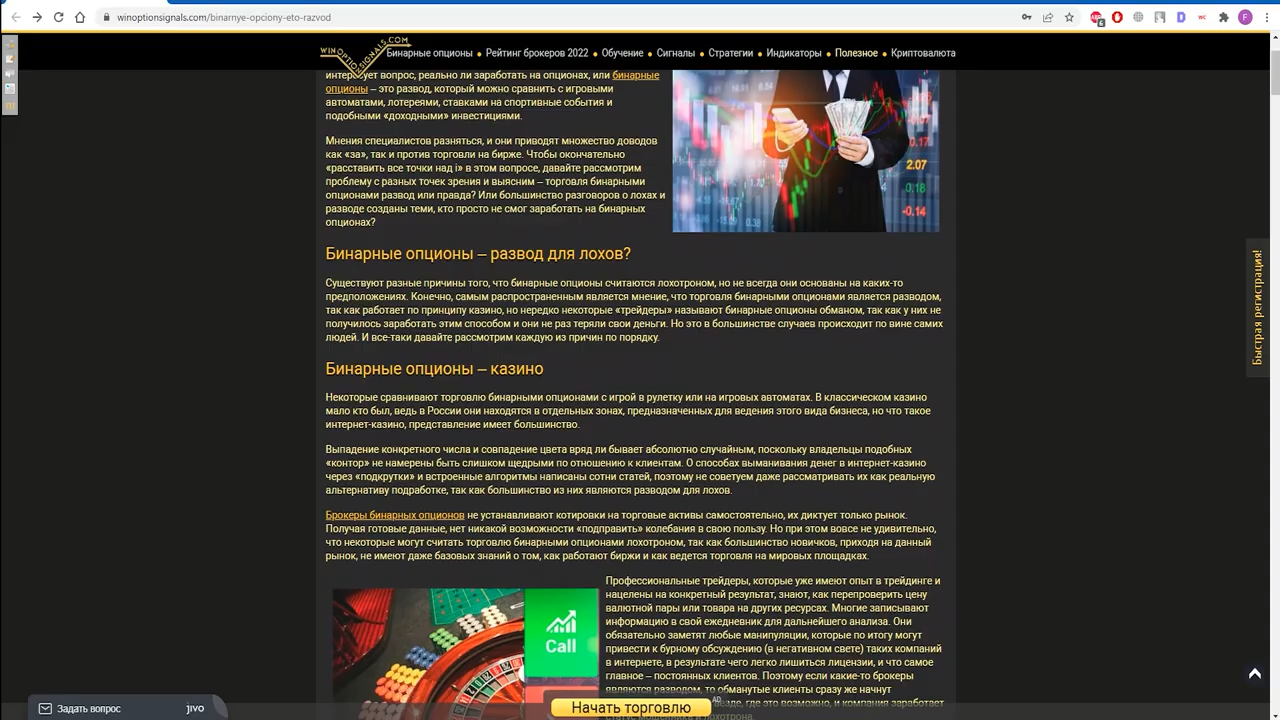 winoptionsignals.com/binarnye-opciony-eto-razvod
WINOPTIONSIGNALS.COM
Бинарные опционы • Рейтинг брокеров 2022 • Обучение • Сигналы • Стратегии • Индикаторы • Полезное • Криптовалюта
интересует вопрос, реально ли заработать на опционах, или бинарные
опционы – это развод, который можно сравнить с игровыми
автоматами, лотереями, ставками на спортивные события и
подобными «доходными» инвестициями.
Мнения специалистов разняться, и они приводят множество доводов
как «за», так и против торговли на бирже. Чтобы окончательно
«расставить все точки над i» в этом вопросе, давайте рассмотрим
проблему с разных точек зрения и выясним – торговля бинарными
опционами развод или правда? Или большинство разговоров о лохах и
разводе созданы теми, кто просто не смог заработать на бинарных
опционах?
2.07
-0.18
-0.14
Бинарные опционы – развод для лохов?
Существуют разные причины того, что бинарные опционы считаются лохотроном, но не всегда они основаны на каких-то
предположениях. Конечно, самым распространенным является мнение, что торговля бинарными опционами является разводом,
так как работает по принципу казино, но нередко некоторые «трейдеры» называют бинарные опционы обманом, так как у них не
получилось заработать этим способом и они не раз теряли свои деньги. Но это в большинстве случаев происходит по вине самих
людей. И все-таки давайте рассмотрим каждую из причин по порядку.
Быстрая регистрация!
Бинарные опционы – казино
Некоторые сравнивают торговлю бинарными опционами с игрой в рулетку или на игровых автоматах. В классическом казино
мало кто был, ведь в России они находятся в отдельных зонах, предназначенных для ведения этого вида бизнеса, но что такое
интернет-казино, представление имеет большинство.
Выпадение конкретного числа и совпадение цвета вряд ли бывает абсолютно случайным, поскольку владельцы подобных
«контор» не намерены быть слишком щедрыми по отношению к клиентам. О способах выманивания денег в интернет-казино
через «подкрутки» и встроенные алгоритмы написаны сотни статей, поэтому не советуем даже рассматривать их как реальную
альтернативу подработке, так как большинство из них являются разводом для лохов.
Брокеры бинарных опционов не устанавливают котировки на торговые активы самостоятельно, их диктует только рынок.
Получая готовые данные, нет никакой возможности «подправить» колебания в свою пользу. Но при этом вовсе не удивительно,
что некоторые могут считать торговлю бинарными опционами лохотроном, так как большинство новичков, приходя на данный
рынок, не имеют даже базовых знаний о том, как работают биржи и как ведется торговля на мировых площадках.
Call
Профессиональные трейдеры, которые уже имеют опыт в трейдинге и
нацелены на конкретный результат, знают, как перепроверить цену
валютной пары или товара на других ресурсах. Многие записывают
информацию в свой ежедневник для дальнейшего анализа. Они
обязательно заметят любые манипуляции, которые по итогу могут
привести к бурному обсуждению (в негативном свете) таких компаний
в интернете, в результате чего легко лишиться лицензии, и что самое
главное – постоянных клиентов. Поэтому если какие-то брокеры
являются разводом, то обманутые клиенты сразу же начнут
где это возможно, и компания заработает
статус мошенника и лохотрона.
Начать торговлю
AD
Задать вопрос
jivo